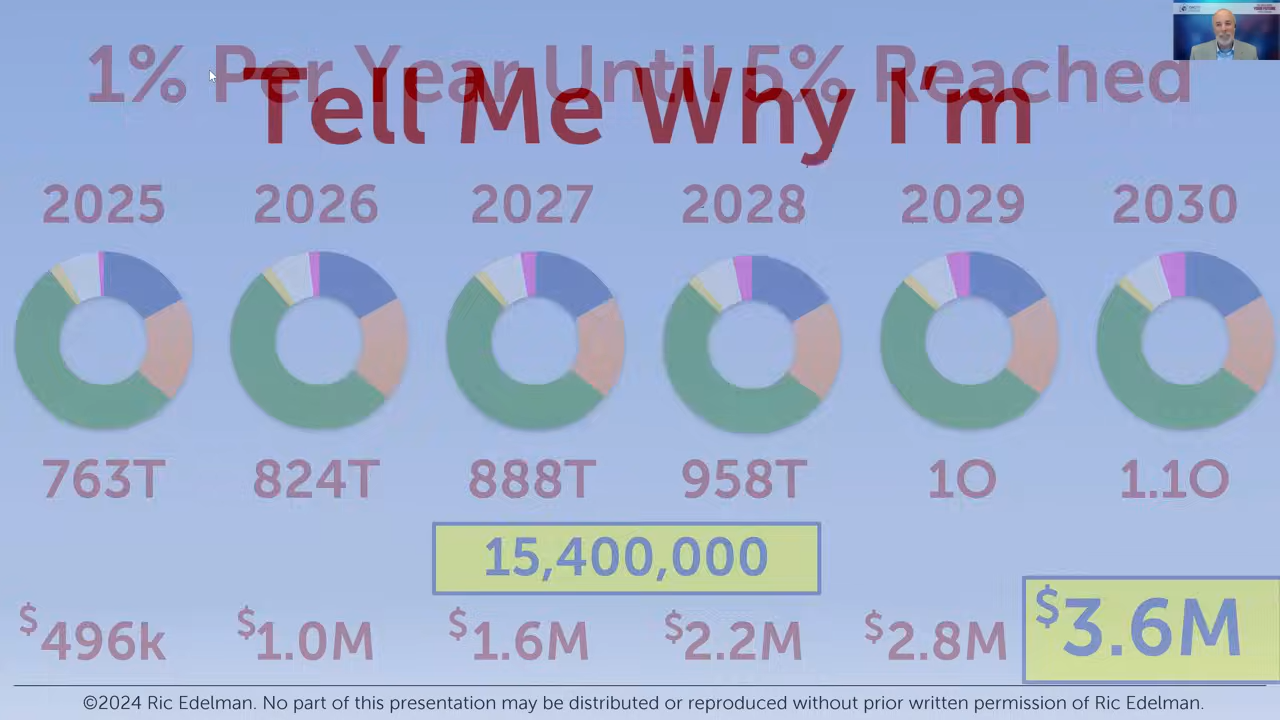 1% Per Year Until 5% Reached
Tell Me Why I'm
2025 2026 2027 2028 2029 2030
763T 824T 888T 958T 1O 1.1O
15,400,000
$496k $1.0M $1.6M $2.2M $2.8M $3.6M
©2024 Ric Edelman. No part of this presentation may be distributed or reproduced without prior written permission of Ric Edelman.